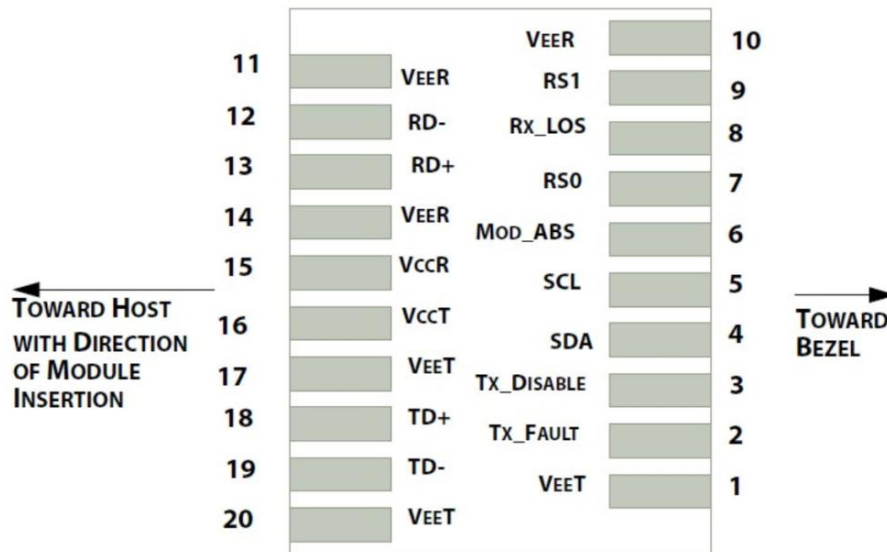 11 VEER
12 RD-
13 RD+
14 VEER
15 VCCR
16 VCCT
17 VEET
18 TD+
19 TD-
20 VEET
TOWARD HOST
WITH DIRECTION
OF MODULE
INSERTION
VEER 10
RS1 9
RX_LOS 8
RS0 7
MOD_ABS 6
SCL 5
SDA 4
TX_DISABLE 3
TX_FAULT 2
VEET 1
TOWARD
BEZEL